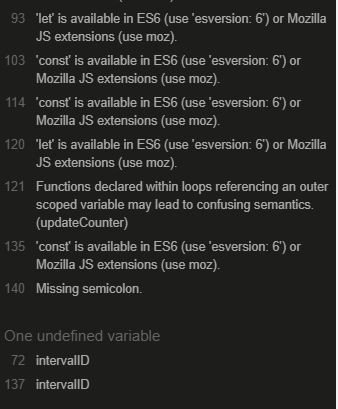 93 'let' is available in ES6 (use 'esversion: 6') or Mozilla
JS extensions (use moz).
103 'const' is available in ES6 (use 'esversion: 6') or
Mozilla JS extensions (use moz).
114 'const' is available in ES6 (use 'esversion: 6') or
Mozilla JS extensions (use moz).
120 'let' is available in ES6 (use 'esversion: 6') or Mozilla
JS extensions (use moz).
121 Functions declared within loops referencing an outer
scoped variable may lead to confusing semantics.
(updateCounter)
135 'const' is available in ES6 (use 'esversion: 6') or
Mozilla JS extensions (use moz).
140 Missing semicolon.
One undefined variable
72 intervalID
137 intervalID